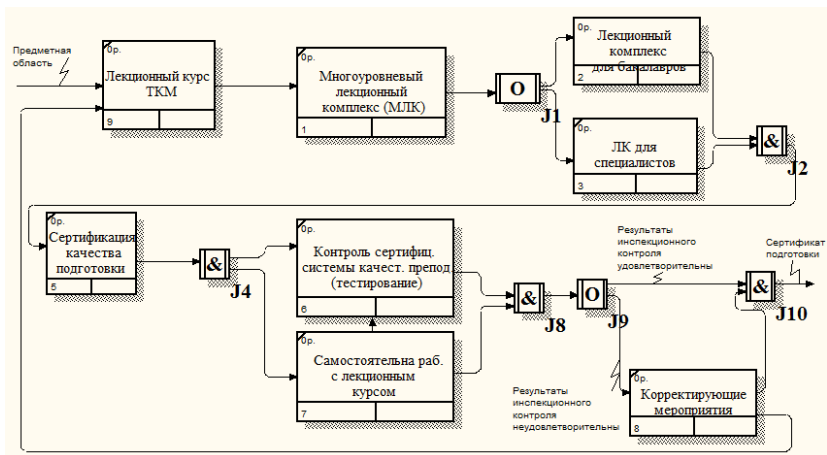 Предметная
область
0р.
Лекционный курс
ТКМ
9
0р.
Многоуровневый
лекционный
комплекс (МЛК)
1
O
J1
0р.
Лекционный
комплекс
для бакалавров
2
0р.
ЛК для
специалистов
3
&
J2
0р.
Сертификация
качества
подготовки
5
&
J4
0р.
Контроль сертифиц.
системы качест. препод.
(тестирование)
6
0р.
Самостоятельна раб.
с лекционным
курсом
7
&
J8
O
J9
Результаты
инспекционного
контроля
удовлетворительны
Результаты
инспекционного
контроля
неудовлетворительны
0р.
Корректирующие
мероприятия
8
&
J10
Сертификат
подготовки